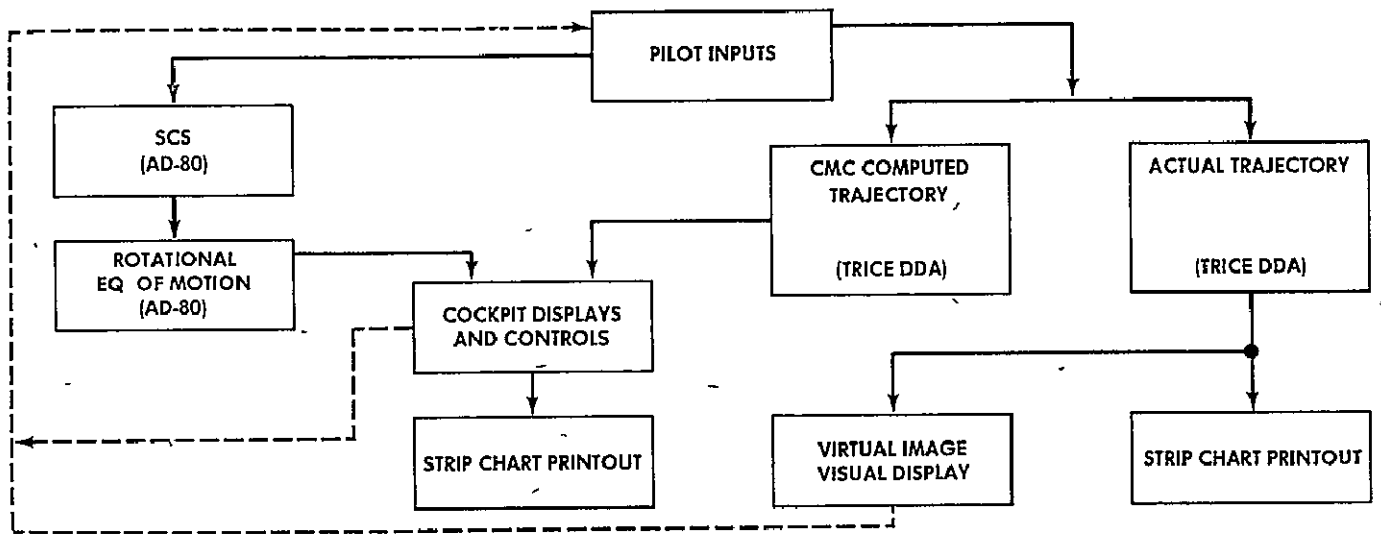 PILOT INPUTS
SCS
(AD-80)
CMC COMPUTED
TRAJECTORY
(TRICE DDA)
ACTUAL TRAJECTORY
(TRICE DDA)
ROTATIONAL
EQ OF MOTION
(AD-80)
COCKPIT DISPLAYS
AND CONTROLS
STRIP CHART PRINTOUT
VIRTUAL IMAGE
VISUAL DISPLAY
STRIP CHART PRINTOUT